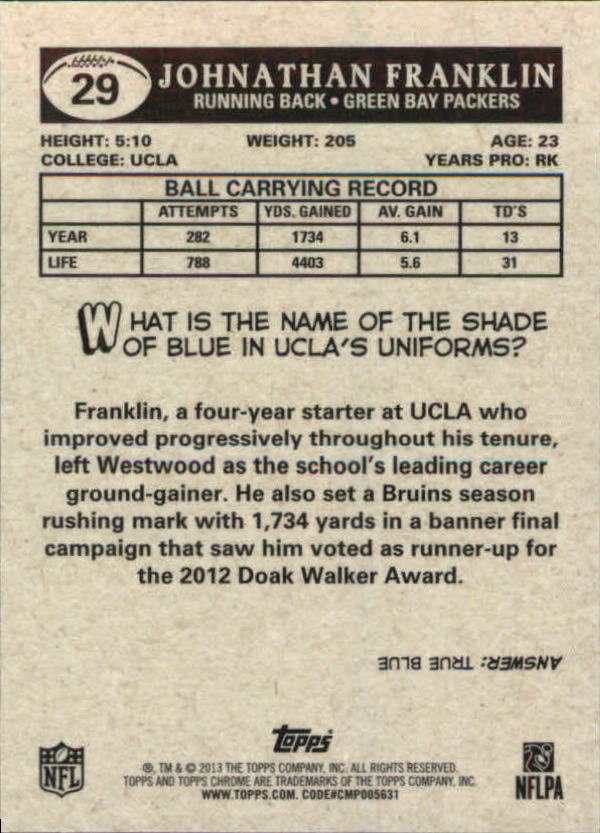 29
JOHNATHAN FRANKLIN
RUNNING BACK • GREEN BAY PACKERS
HEIGHT: 5:10 WEIGHT: 205 AGE: 23
COLLEGE: UCLA YEARS PRO: RK
BALL CARRYING RECORD
ATTEMPTS YDS. GAINED AV. GAIN TD'S
YEAR 282 1734 6.1 13
LIFE 788 4403 5.6 31
WHAT IS THE NAME OF THE SHADE
OF BLUE IN UCLA'S UNIFORMS?
Franklin, a four-year starter at UCLA who
improved progressively throughout his tenure,
left Westwood as the school's leading career
ground-gainer. He also set a Bruins season
rushing mark with 1,734 yards in a banner final
campaign that saw him voted as runner-up for
the 2012 Doak Walker Award.
ANSWER: TRUE BLUE
Topps
®, TM & © 2013 THE TOPPS COMPANY, INC. ALL RIGHTS RESERVED.
TOPPS AND TOPPS CHROME ARE TRADEMARKS OF THE TOPPS COMPANY, INC.
WWW.TOPPS.COM. CODE#CMP005631
NFL
NFLPA